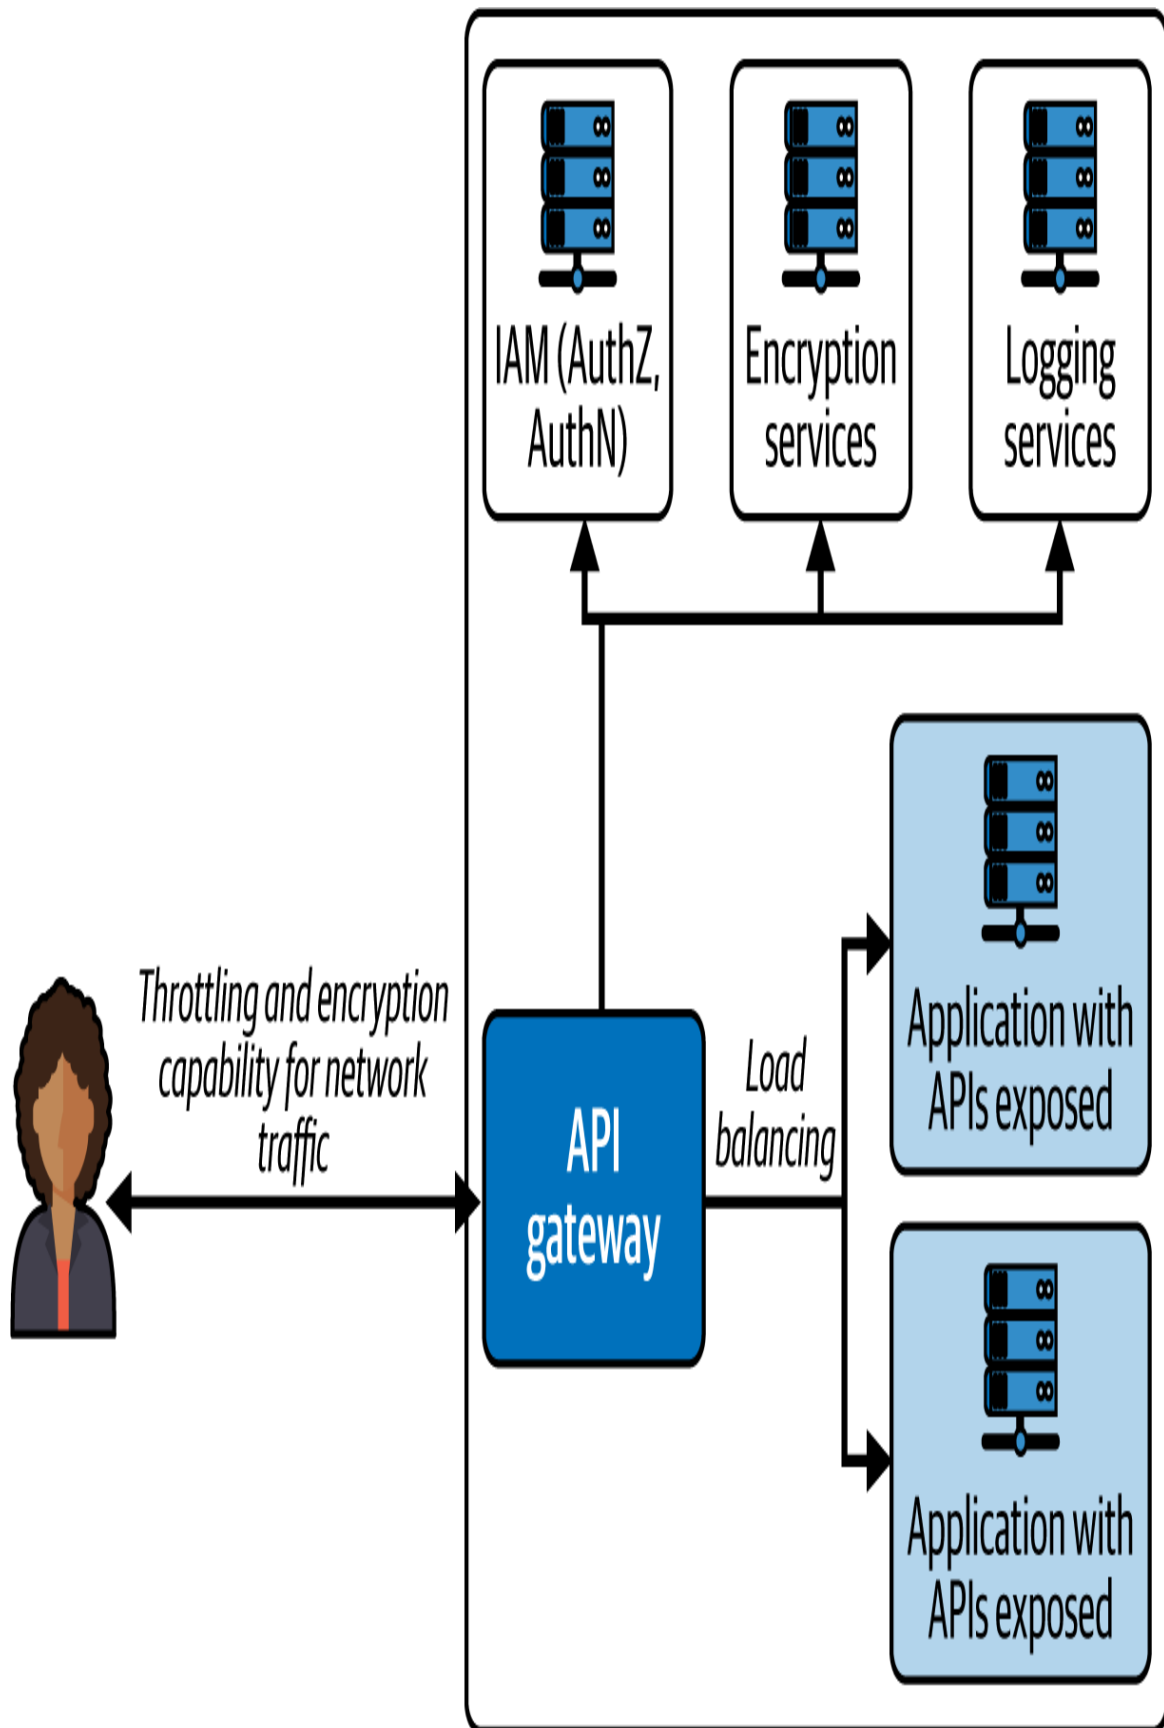 IAM (AuthZ,
AuthN)
Encryption
services
Logging
services
Throttling and encryption
capability for network
traffic
API
gateway
Load
balancing
Application with
APIs exposed
Application with
APIs exposed